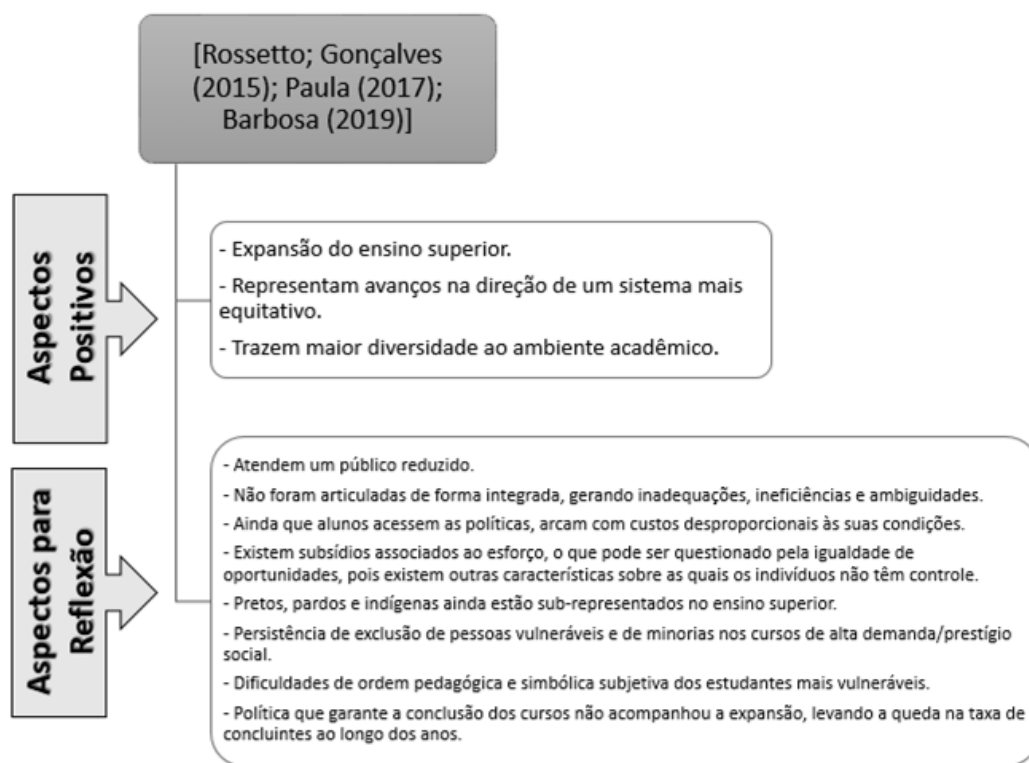 [Rossetto; Gonçalves
(2015); Paula (2017);
Barbosa (2019)]
Aspectos
Positivos
- Expansão do ensino superior.
- Representam avanços na direção de um sistema mais
equitativo.
- Trazem maior diversidade ao ambiente acadêmico.
Aspectos para
Reflexão
- Atendem um público reduzido.
- Não foram articuladas de forma integrada, gerando inadequações, ineficiências e ambiguidades.
- Ainda que alunos acessem as políticas, arcam com custos desproporcionais às suas condições.
- Existem subsídios associados ao esforço, o que pode ser questionado pela igualdade de
oportunidades, pois existem outras características sobre as quais os indivíduos não têm controle.
- Pretos, pardos e indígenas ainda estão sub-representados no ensino superior.
- Persistência de exclusão de pessoas vulneráveis e de minorias nos cursos de alta demanda/prestígio
social.
- Dificuldades de ordem pedagógica e simbólica subjetiva dos estudantes mais vulneráveis.
- Política que garante a conclusão dos cursos não acompanhou a expansão, levando a queda na taxa de
concluintes ao longo dos anos.